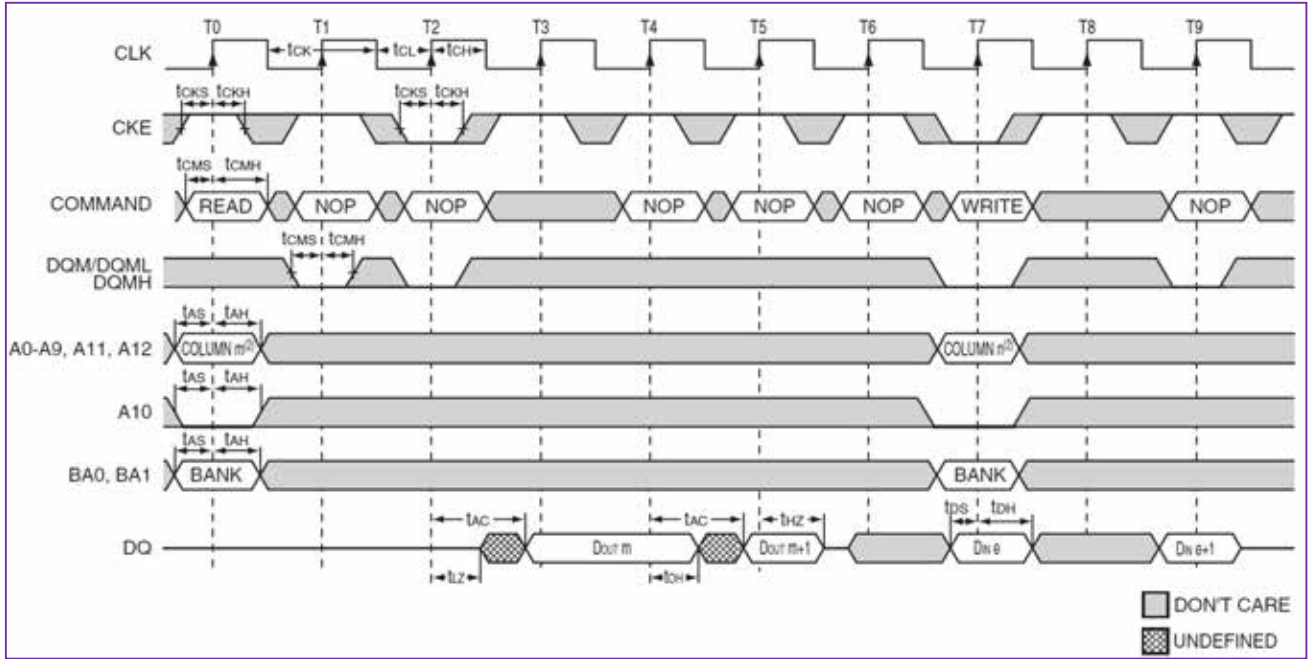 T0 T1 T2 T3 T4 T5 T6 T7 T8 T9
CLK
tCK tCL tCH
tCKS tCKH tCKS tCKH
CKE
tCMS tCMH
COMMAND READ NOP NOP NOP NOP NOP WRITE NOP
tCMS tCMH
DQM/DQML
DQMH
tAS tAH
A0-A9, A11, A12 COLUMN m(2) COLUMN n(2)
tAS tAH
A10
tAS tAH
BA0, BA1 BANK BANK
tAC tAC tHZ tDS tDH
DQ DOUT m DOUT m+1 DIN e DIN e+1
tLZ tOH
DON'T CARE
UNDEFINED